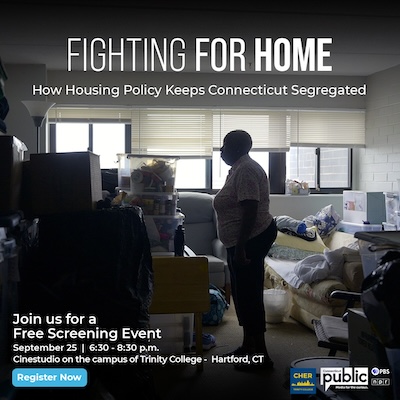 FIGHTING FOR HOME
How Housing Policy Keeps Connecticut Segregated
Join us for a
Free Screening Event
September 25 | 6:30 - 8:30 p.m.
Cinestudio on the campus of Trinity College - Hartford, CT
Register Now
CHER
public
PBS
npr